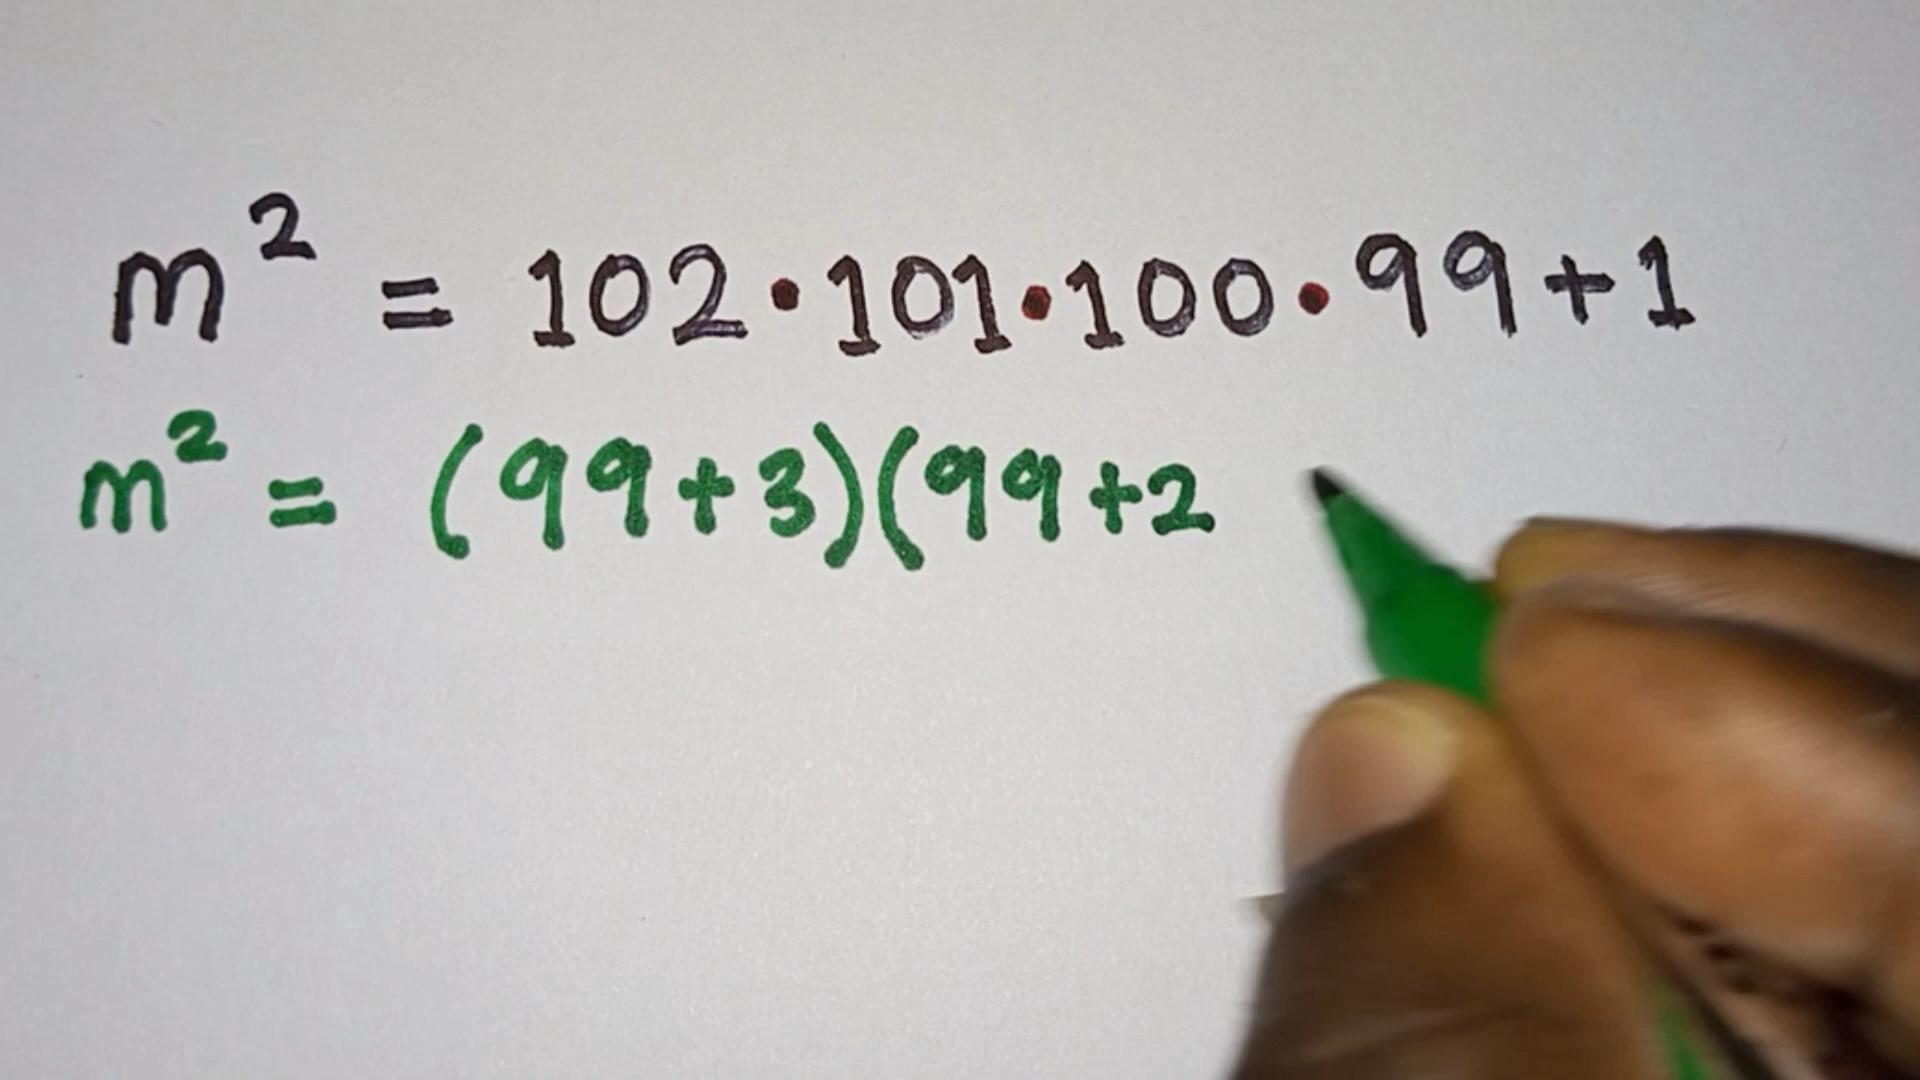 m² = 102·101·100·99+1
m² = (99+3)(99+2